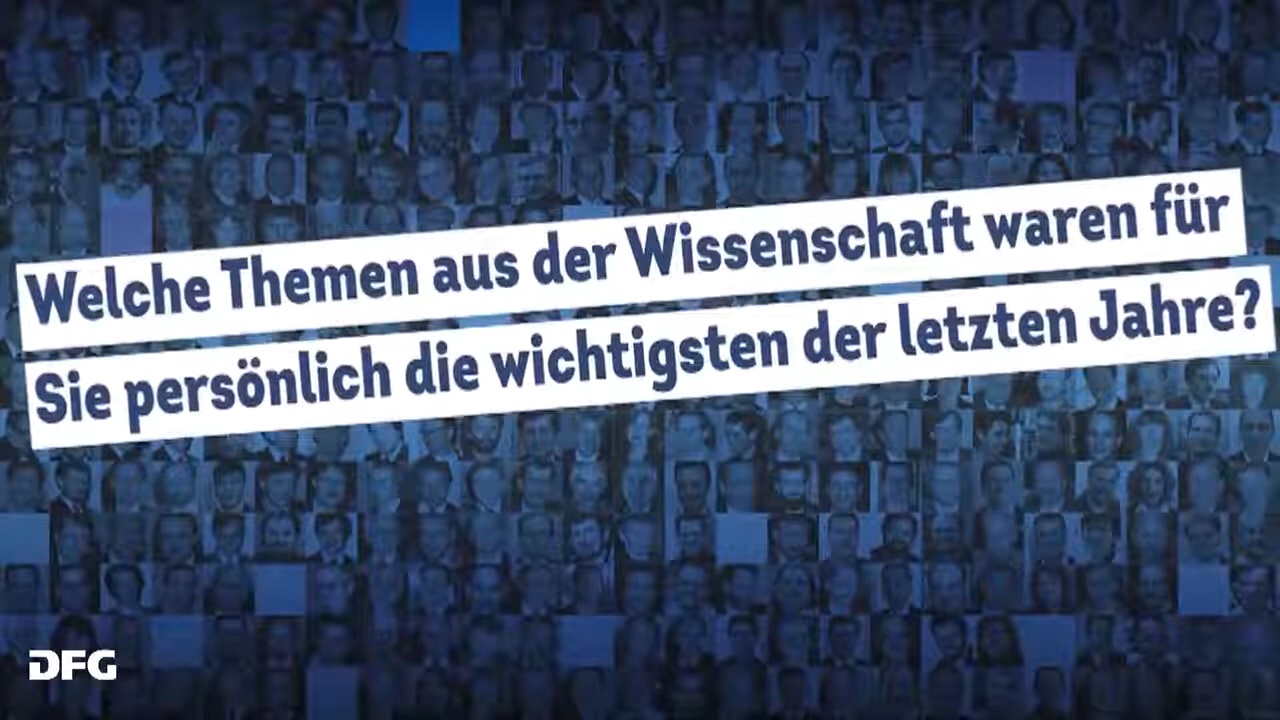 Welche Themen aus der Wissenschaft waren für
Sie persönlich die wichtigsten der letzten Jahre?
DFG